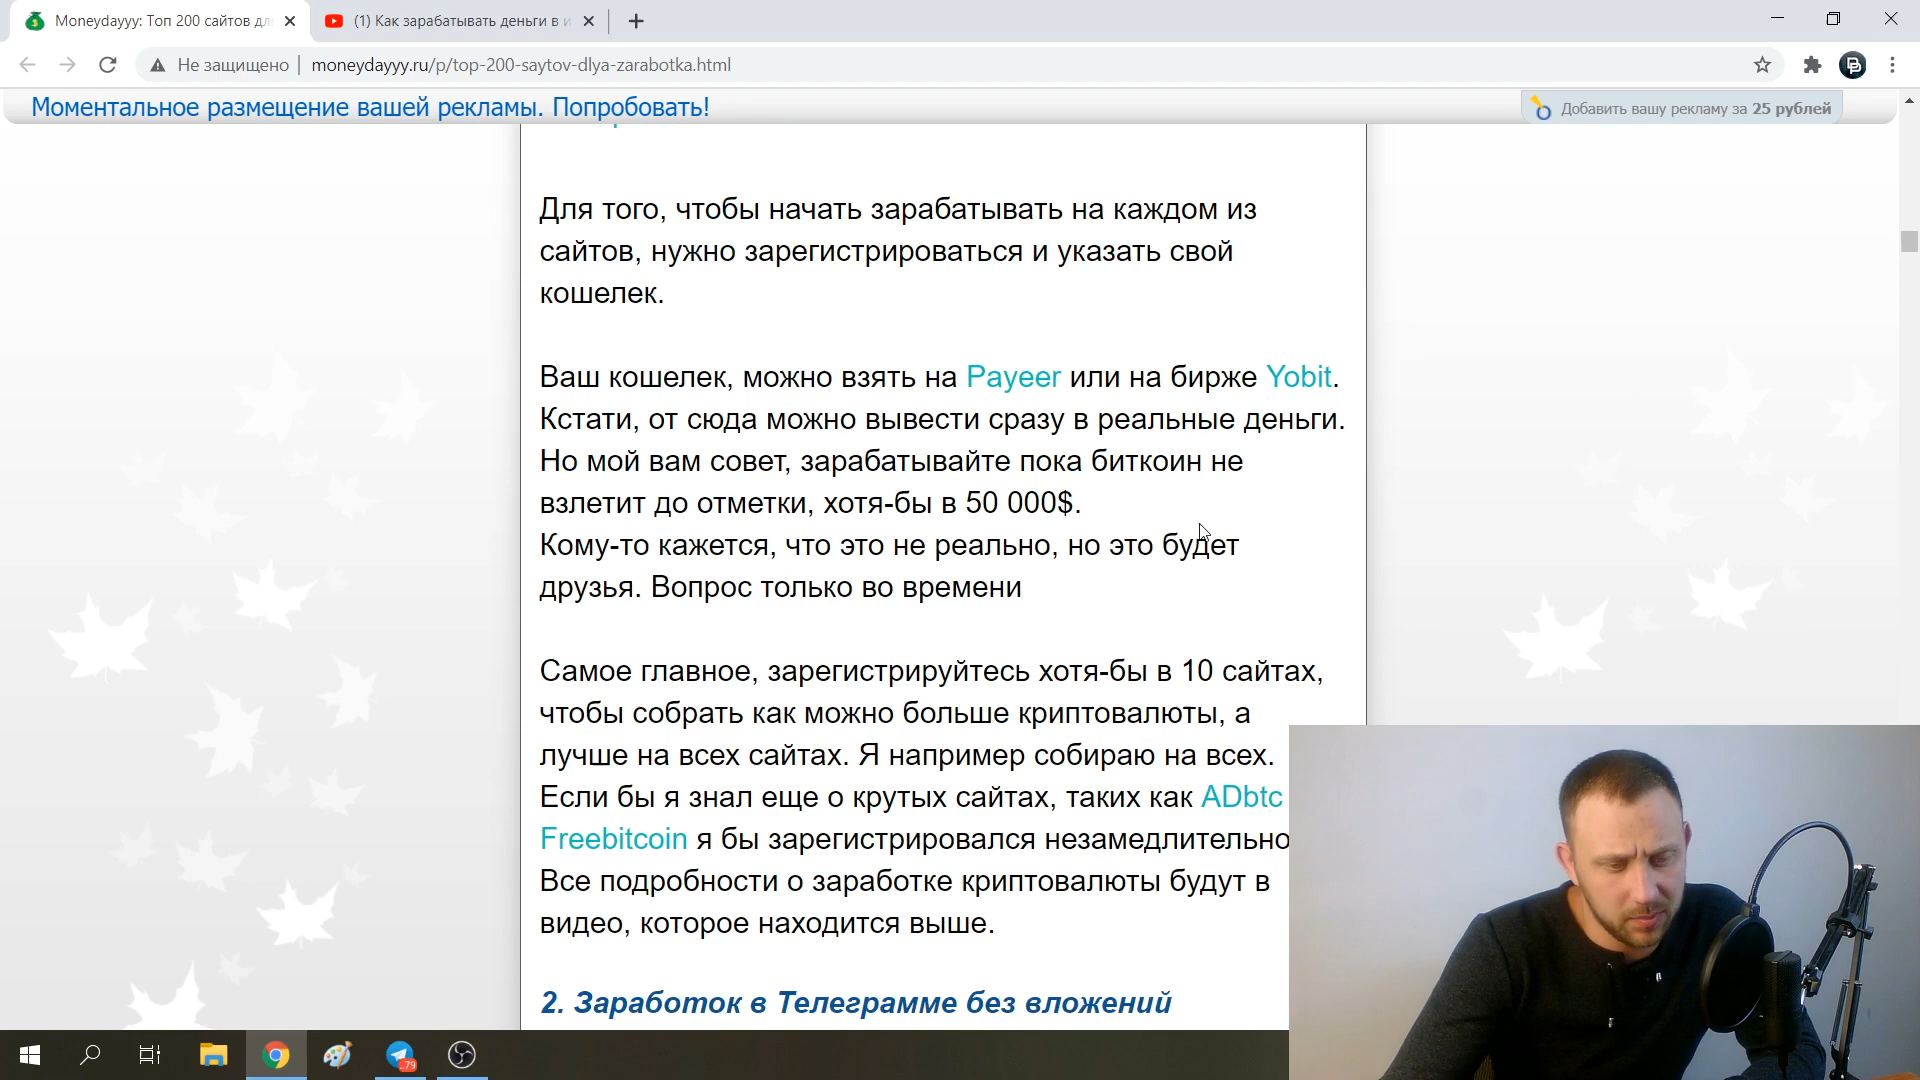 Moneydayyy: Топ 200 сайтов дл
(1) Как зарабатывать деньги в и
Не защищено
moneydayyy.ru/p/top-200-saytov-dlya-zarabotka.html
Моментальное размещение вашей рекламы. Попробовать!
Добавить вашу рекламу за 25 рублей
Для того, чтобы начать зарабатывать на каждом из
сайтов, нужно зарегистрироваться и указать свой
кошелек.
Ваш кошелек, можно взять на Payeer или на бирже Yobit.
Кстати, от сюда можно вывести сразу в реальные деньги.
Но мой вам совет, зарабатывайте пока биткоин не
взлетит до отметки, хотя-бы в 50 000$.
Кому-то кажется, что это не реально, но это будет
друзья. Вопрос только во времени
Самое главное, зарегистрируйтесь хотя-бы в 10 сайтах,
чтобы собрать как можно больше криптовалюты, а
лучше на всех сайтах. Я например собираю на всех.
Если бы я знал еще о крутых сайтах, таких как ADbtc
Freebitcoin я бы зарегистрировался незамедлительно
Все подробности о заработке криптовалюты будут в
видео, которое находится выше.
2. Заработок в Телеграмме без вложений
..79